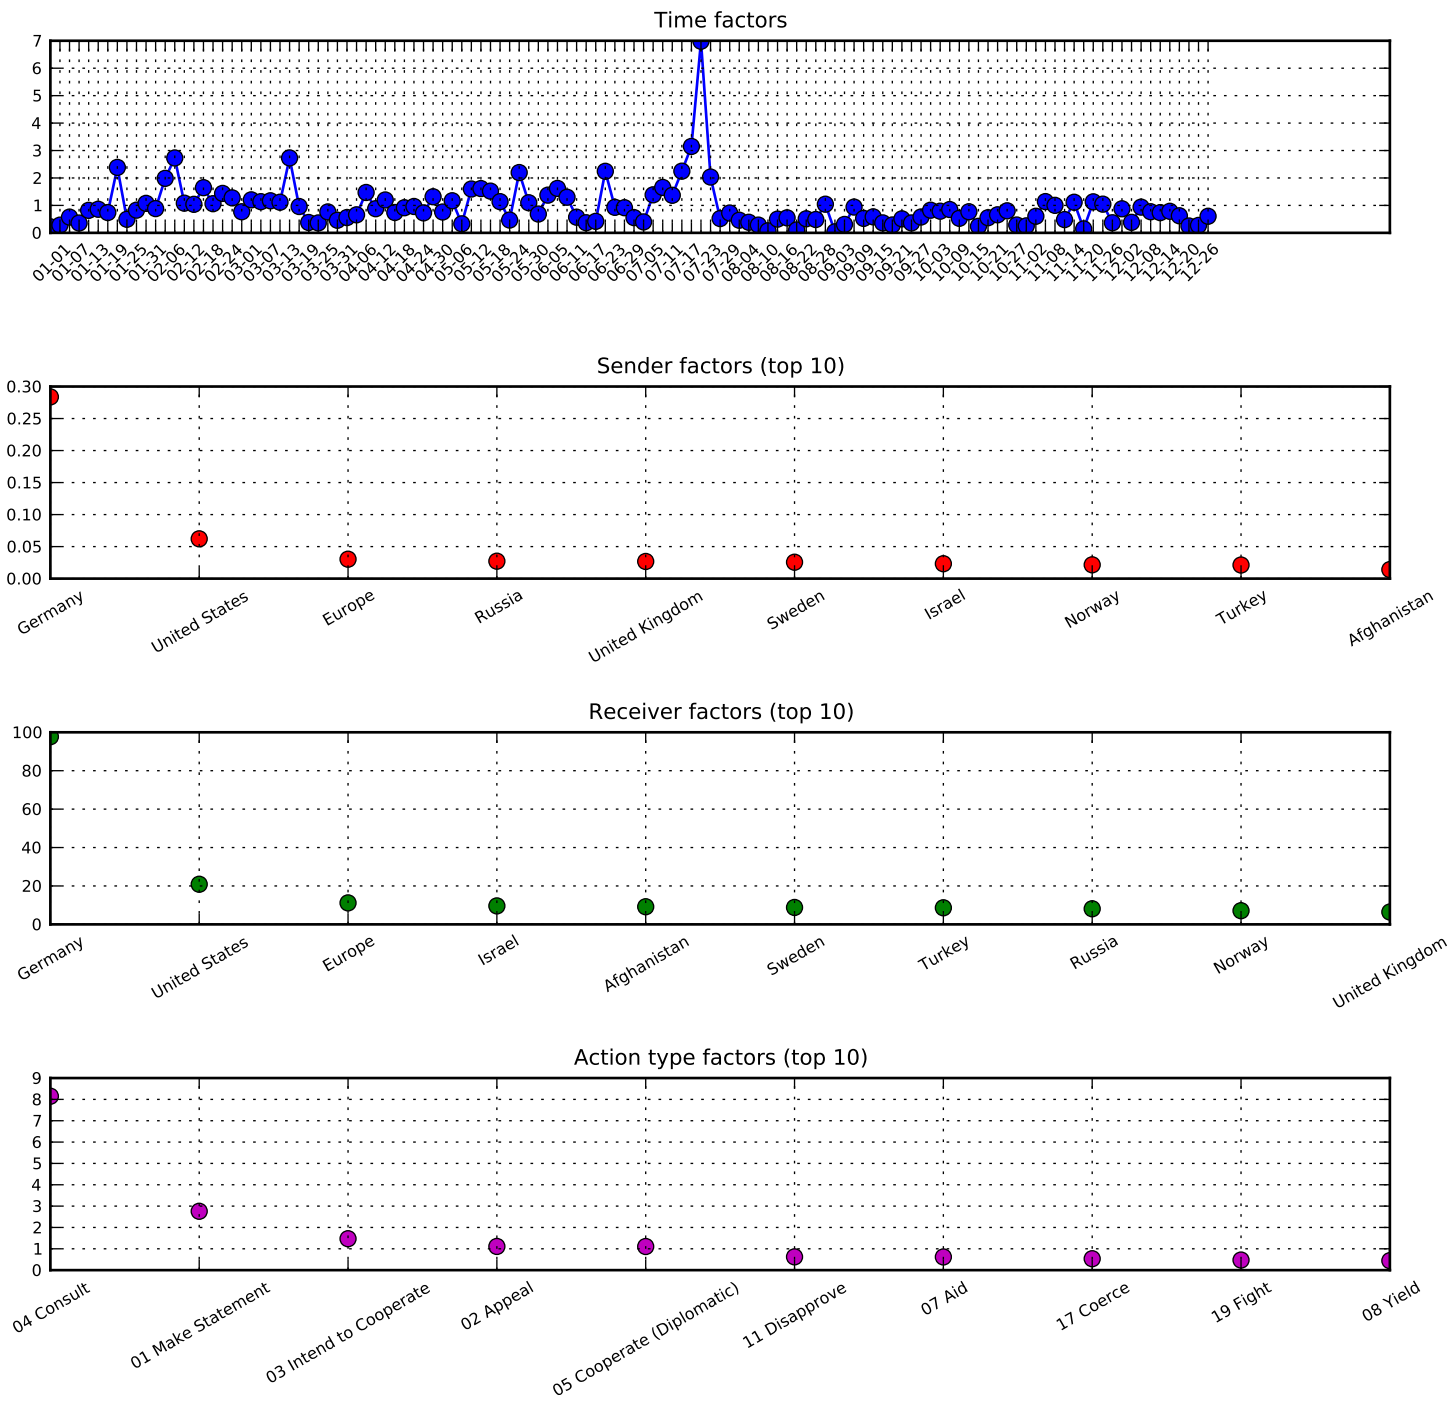 Time factors
7
6
5
4
3
2
1
0
01-01
01-07
01-13
01-19
01-25
01-31
02-06
02-12
02-18
02-24
03-01
03-07
03-13
03-19
03-25
03-31
04-06
04-12
04-18
04-24
04-30
05-06
05-12
05-18
05-24
05-30
06-05
06-11
06-17
06-23
06-29
07-05
07-11
07-17
07-23
07-29
08-04
08-10
08-16
08-22
08-28
09-03
09-09
09-15
09-21
09-27
10-03
10-09
10-15
10-21
10-27
11-02
11-08
11-14
11-20
11-26
12-02
12-08
12-14
12-20
12-26
Sender factors (top 10)
0.30
0.25
0.20
0.15
0.10
0.05
0.00
Germany
United States
Europe
Russia
United Kingdom
Sweden
Israel
Norway
Turkey
Afghanistan
Receiver factors (top 10)
100
80
60
40
20
0
Germany
United States
Europe
Israel
Afghanistan
Sweden
Turkey
Russia
Norway
United Kingdom
Action type factors (top 10)
9
8
7
6
5
4
3
2
1
0
04 Consult
01 Make Statement
03 Intend to Cooperate
02 Appeal
05 Cooperate (Diplomatic)
11 Disapprove
07 Aid
17 Coerce
19 Fight
08 Yield